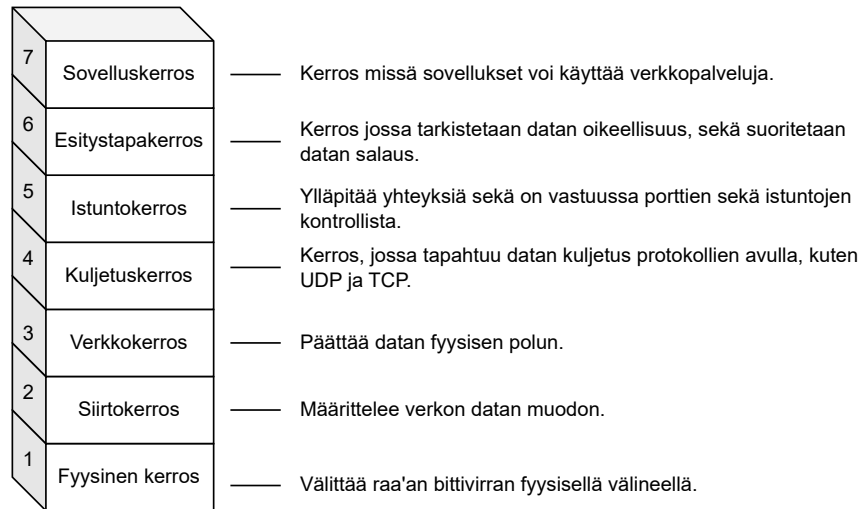 7
Sovelluskerros
Kerros missä sovellukset voi käyttää verkkopalveluja.
6
Esitystapakerros
Kerros jossa tarkistetaan datan oikeellisuus, sekä suoritetaan
datan salaus.
5
Istuntokerros
Ylläpitää yhteyksiä sekä on vastuussa porttien sekä istuntojen
kontrollista.
4
Kuljetuskerros
Kerros, jossa tapahtuu datan kuljetus protokollien avulla, kuten
UDP ja TCP.
3
Verkkokerros
Päättää datan fyysisen polun.
2
Siirtokerros
Määrittelee verkon datan muodon.
1
Fyysinen kerros
Välittää raa'an bittivirran fyysisellä välineellä.